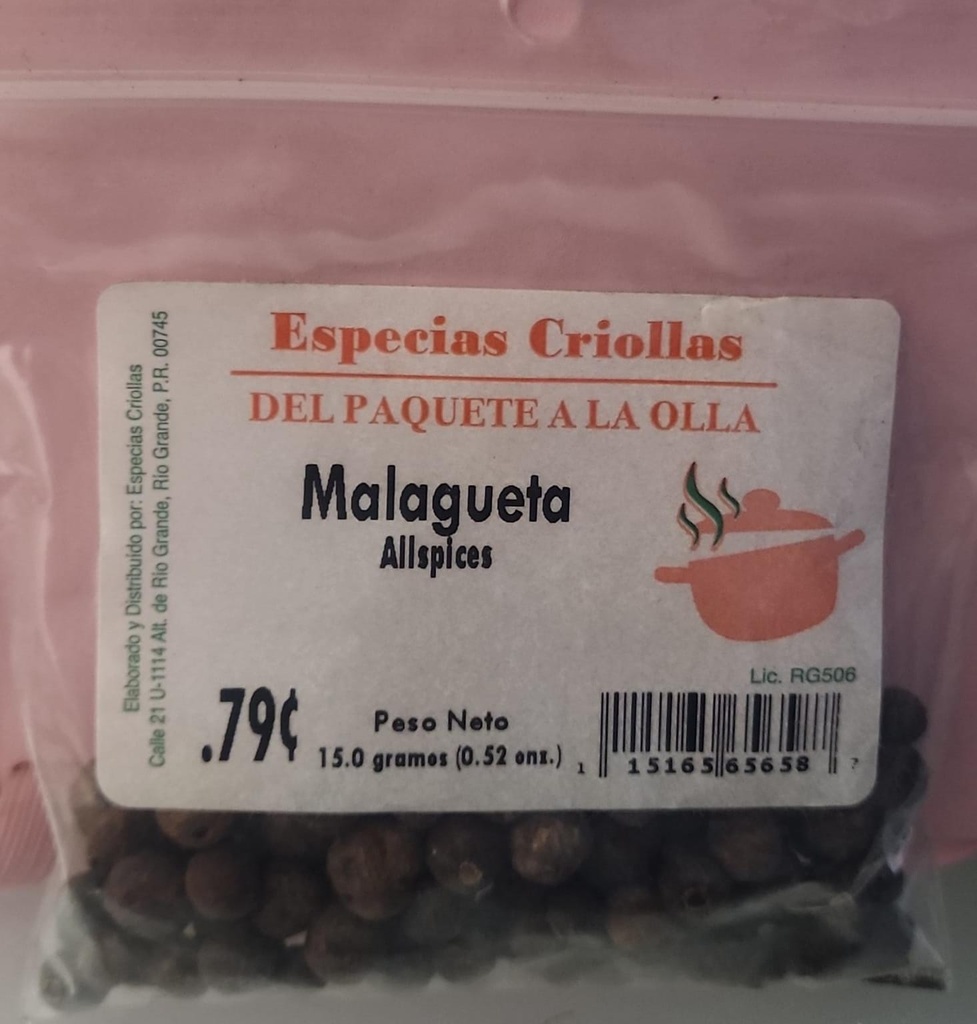 Especias Criollas
DEL PAQUETE A LA OLLA
Malagueta
Allspices
Elaborado y Distribuido por: Especias Criollas
Calle 21 U-1114 Alt. de Rio Grande, Rio Grande, P.R. 00745
.79¢
Peso Neto
15.0 gramos (0.52 onz.)
Lic. RG506
1 15165 65658 7